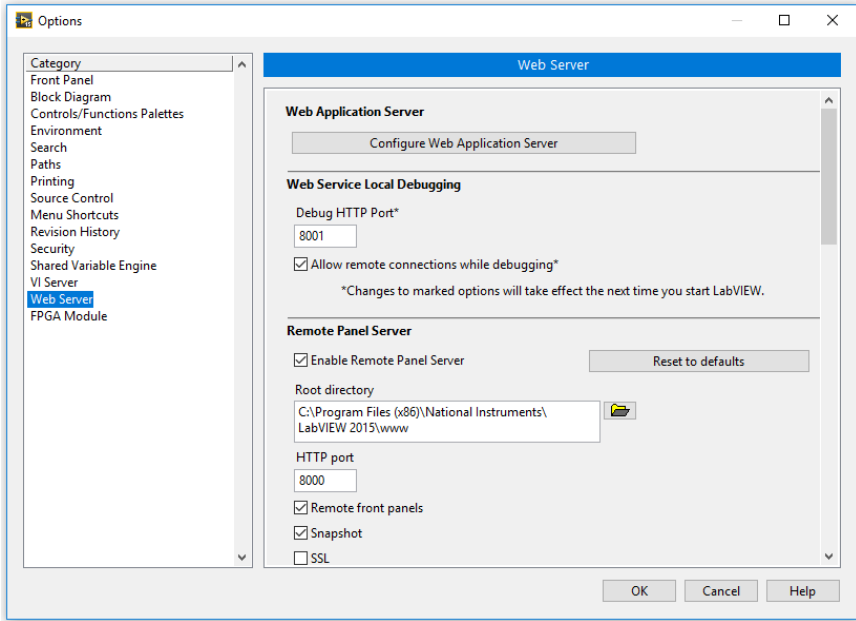 Options
Category
Front Panel
Block Diagram
Controls/Functions Palettes
Environment
Search
Paths
Printing
Source Control
Menu Shortcuts
Revision History
Security
Shared Variable Engine
VI Server
Web Server
FPGA Module
Web Server
Web Application Server
Configure Web Application Server
Web Service Local Debugging
Debug HTTP Port*
8001
Allow remote connections while debugging*
*Changes to marked options will take effect the next time you start LabVIEW.
Remote Panel Server
Enable Remote Panel Server
Reset to defaults
Root directory
C:\Program Files (x86)\National Instruments\
LabVIEW 2015\www
HTTP port
8000
Remote front panels
Snapshot
SSL
OK
Cancel
Help